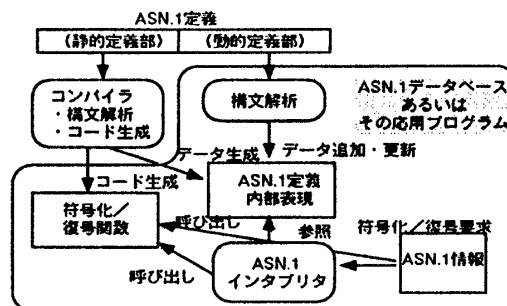 ASN.1定義
(静的定義部) (動的定義部)
コンパイラ
・構文解析
・コード生成
構文解析
ASN.1データベース
あるいは
その応用プログラム
データ生成 データ追加・更新
コード生成
ASN.1定義
内部表現
符号化/
復号関数
呼び出し
参照
符号化/復号要求
呼び出し
ASN.1
インタプリタ
ASN.1情報